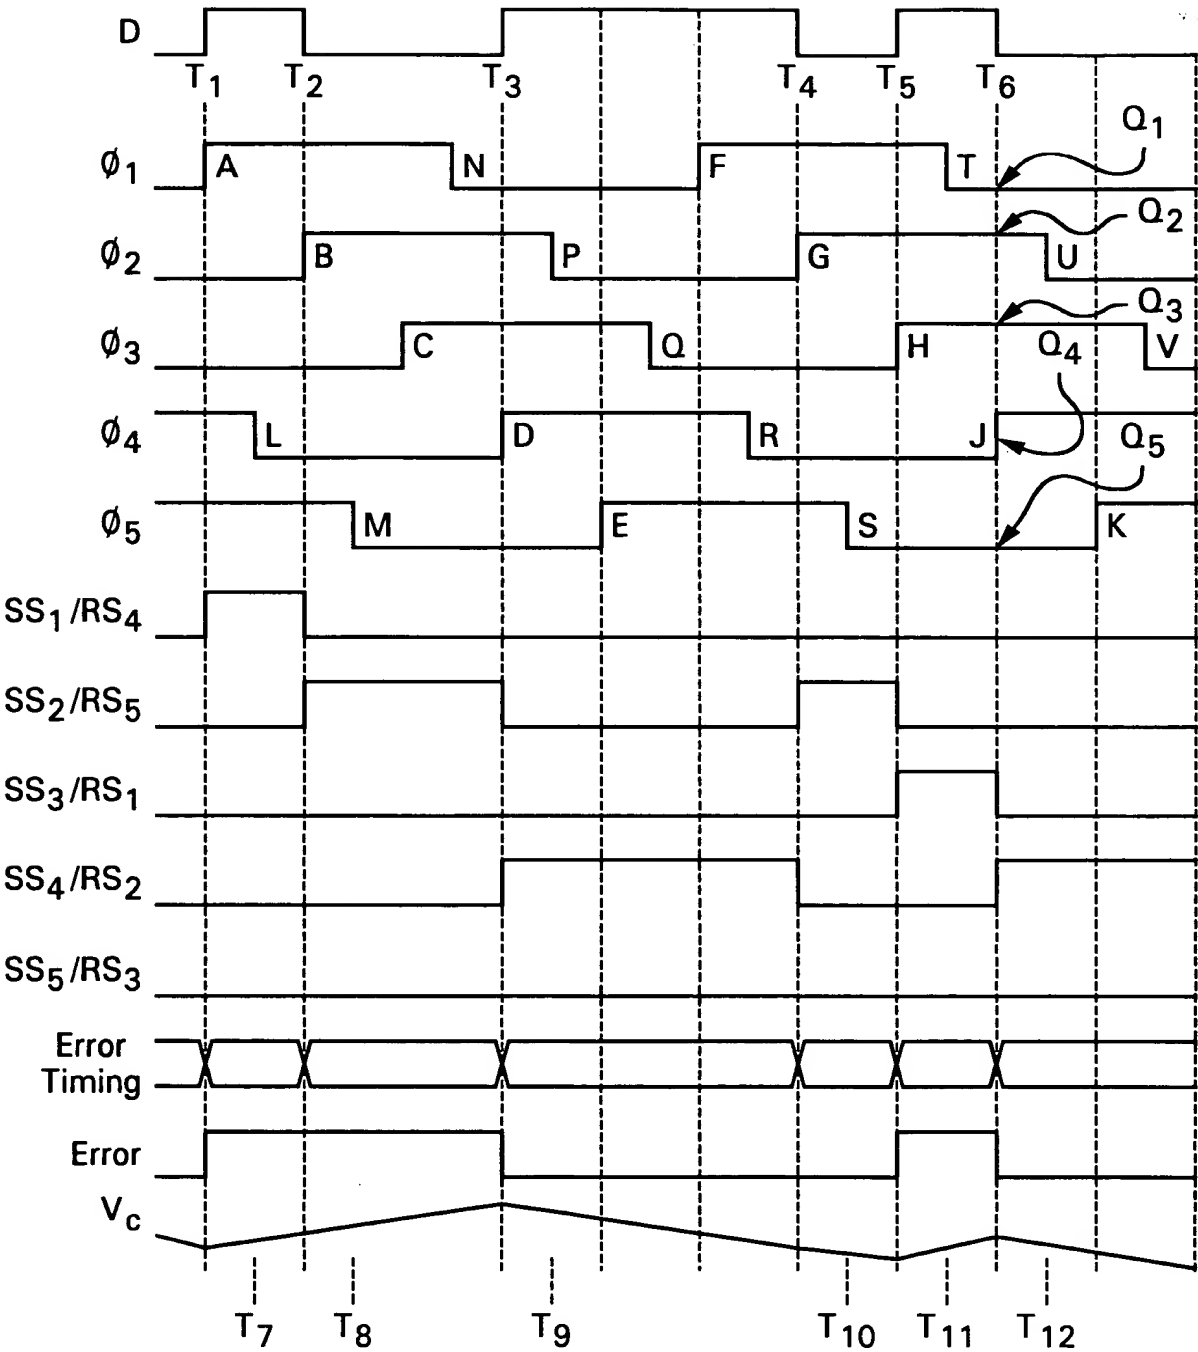 D
T1 T2 T3 T4 T5 T6
Q1
Ø1 A N F T
Q2
Ø2 B P G U
Q3
Ø3 C Q H Q4 V
Ø4 L D R J Q5
Ø5 M E S K
SS1/RS4
SS2/RS5
SS3/RS1
SS4/RS2
SS5/RS3
Error
Timing
Error
Vc
T7 T8 T9 T10 T11 T12